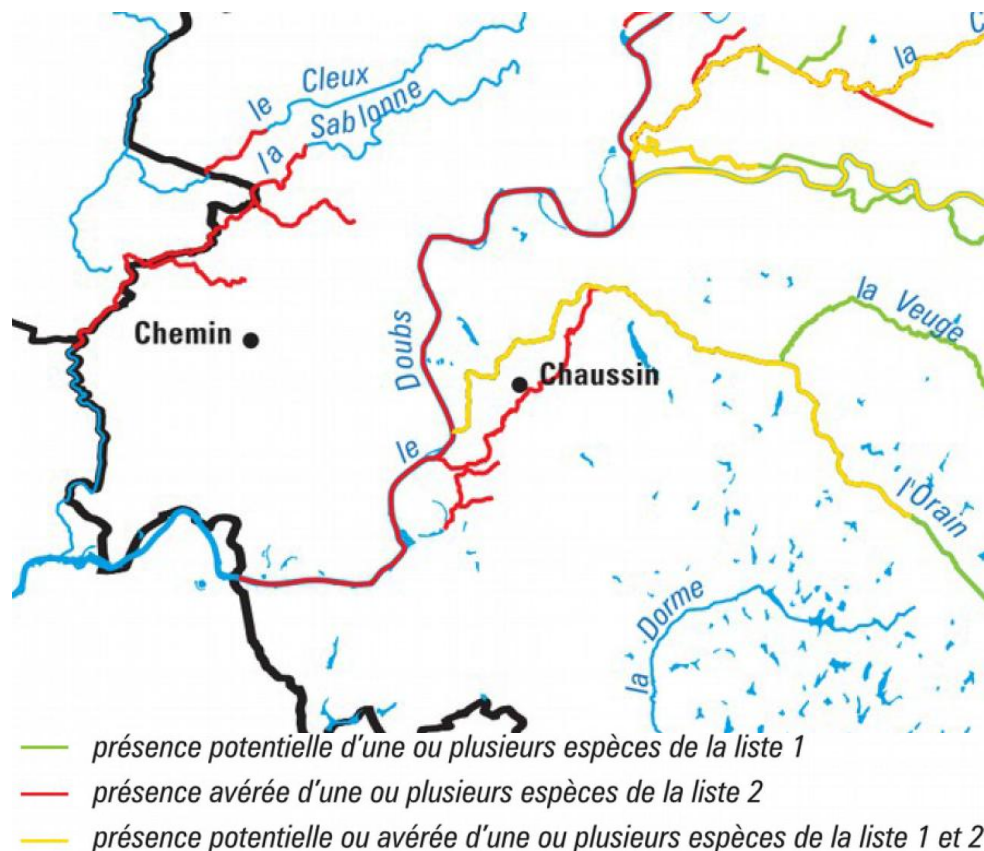 le Cleux
la Sablonne
la C
la Veuge
Chemin
Doubs
le
Chaussin
l'Orain
la Dorme
présence potentielle d'une ou plusieurs espèces de la liste 1
présence avérée d'une ou plusieurs espèces de la liste 2
présence potentielle ou avérée d'une ou plusieurs espèces de la liste 1 et 2